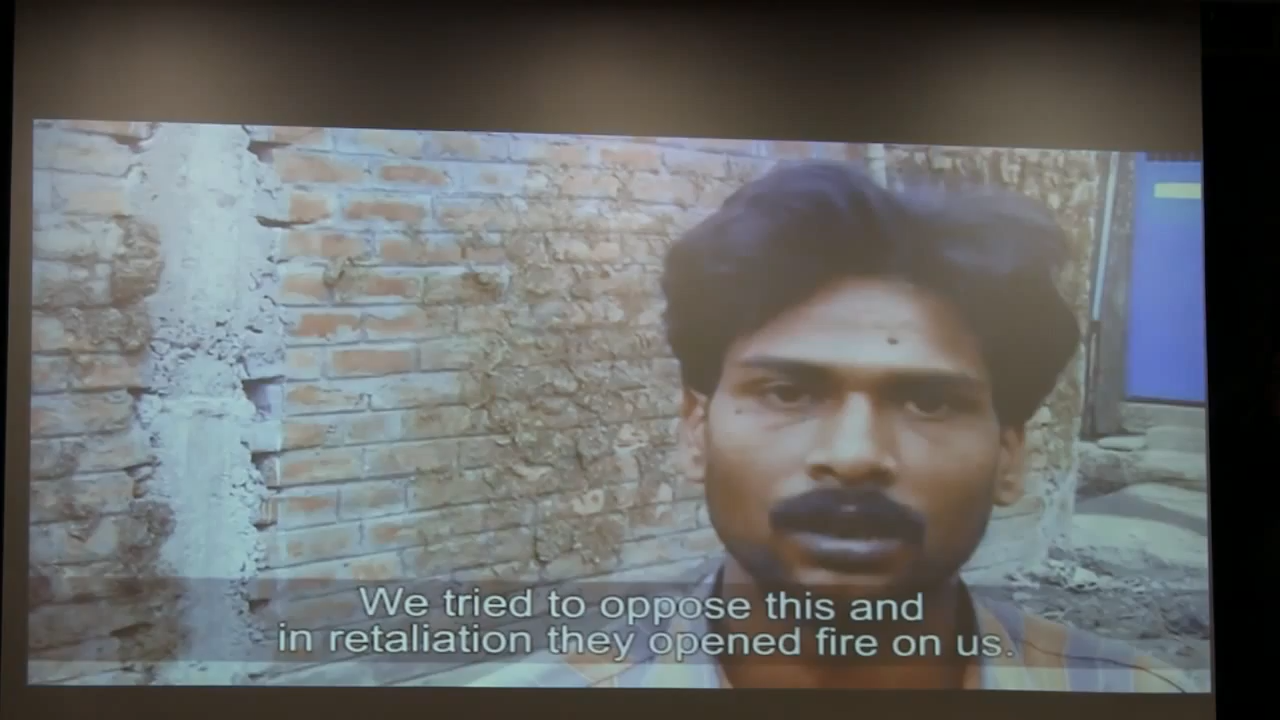 We tried to oppose this and
in retaliation they opened fire on us.